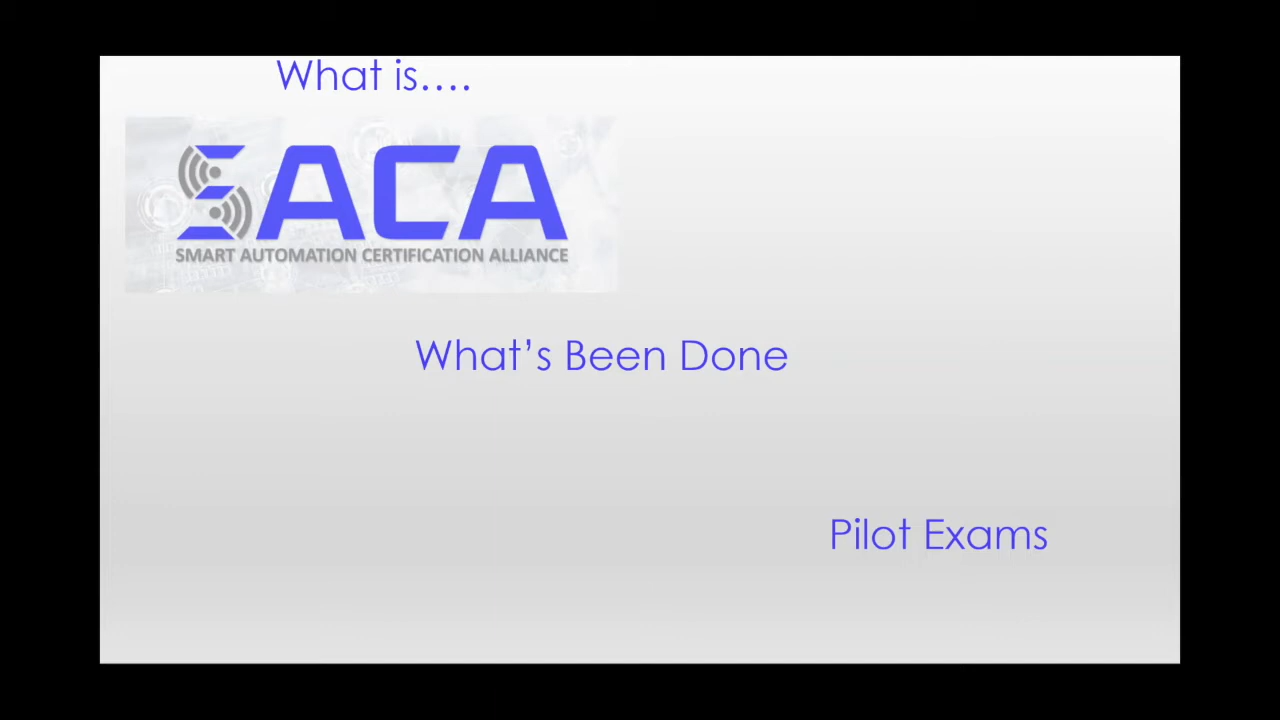 What is....
SACA
SMART AUTOMATION CERTIFICATION ALLIANCE
What’s Been Done
Pilot Exams